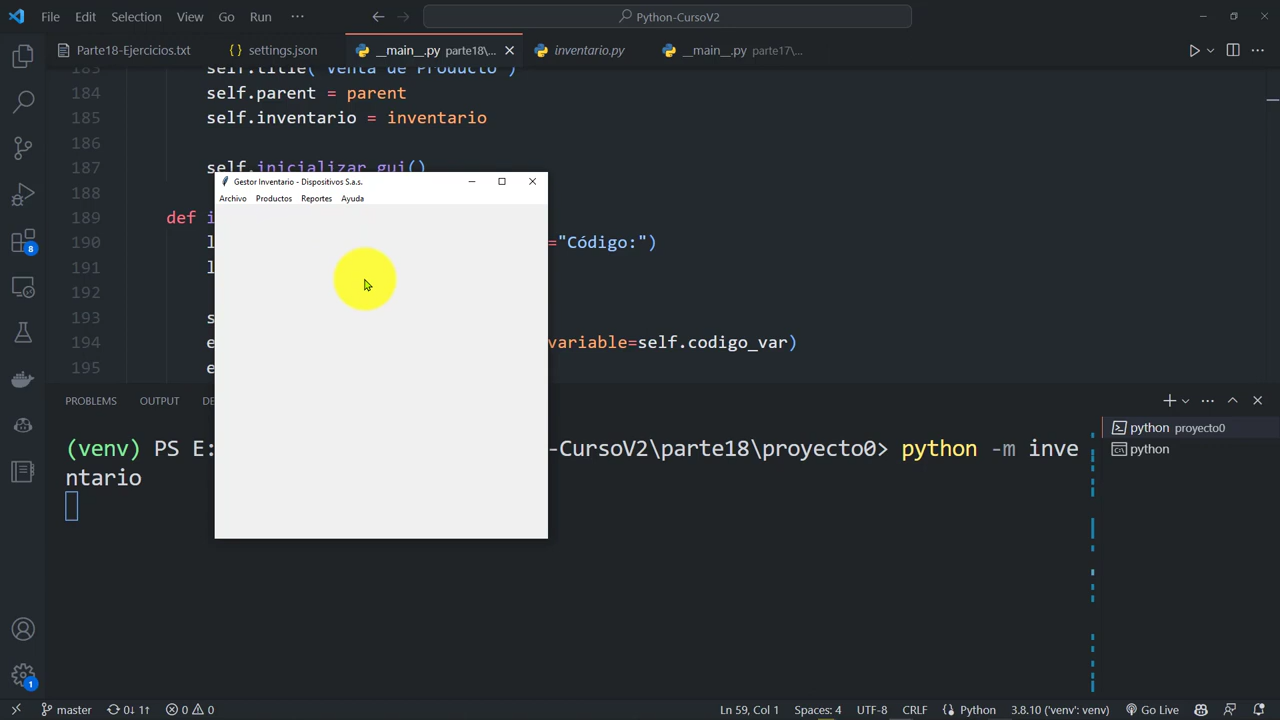 File Edit Selection View Go Run ··· Python-CursoV2
Parte18-Ejercicios.txt settings.json __main__.py parte18\... inventario.py __main__.py parte17\...
183 self.title("Venta de Producto")
184 self.parent = parent
185 self.inventario = inventario
186
187 self.inicializar_gui()
188
189 def i
190 l ="Código:")
191 l
192
193 s
194 e variable=self.codigo_var)
195 e
Gestor Inventario - Dispositivos S.a.s.
Archivo Productos Reportes Ayuda
PROBLEMS OUTPUT DE
(venv) PS E: -CursoV2\parte18\proyecto0> python -m inve
ntario
python proyecto0
python
8
1
master 0↓ 1↑ 0 0 Ln 59, Col 1 Spaces: 4 UTF-8 CRLF Python 3.8.10 ('venv': venv) Go Live